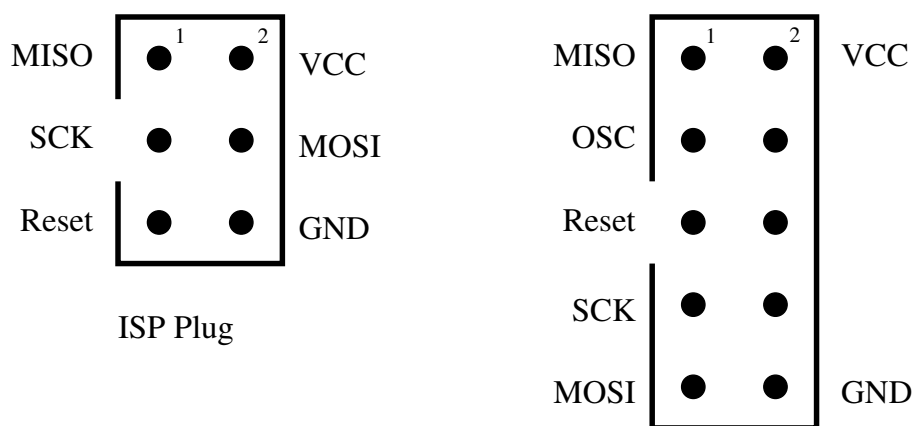 MISO 1 2 VCC
SCK MOSI
Reset GND
ISP Plug
MISO 1 2 VCC
OSC
Reset
SCK
MOSI GND